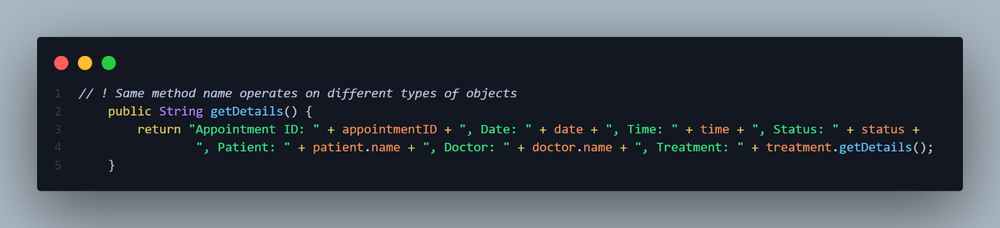 1 // ! Same method name operates on different types of objects
2 public String getDetails() {
3 return "Appointment ID: " + appointmentID + ", Date: " + date + ", Time: " + time + ", Status: " + status +
4 ", Patient: " + patient.name + ", Doctor: " + doctor.name + ", Treatment: " + treatment.getDetails();
5 }